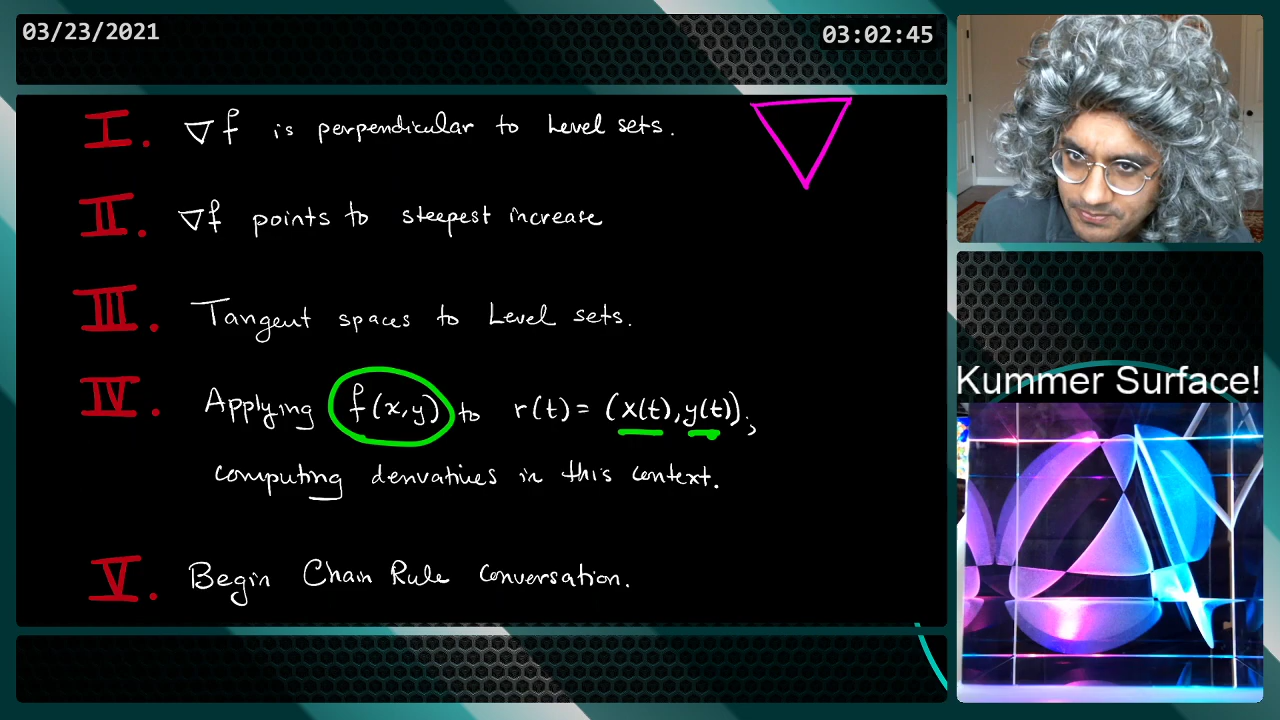 03/23/2021
03:02:45
I. ∇f is perpendicular to Level sets.
II. ∇f points to steepest increase
III. Tangent spaces to Level sets.
IV. Applying f(x,y) to r(t) = (x(t), y(t));
computing derivatives in this context.
V. Begin Chain Rule conversation.
Kummer Surface!